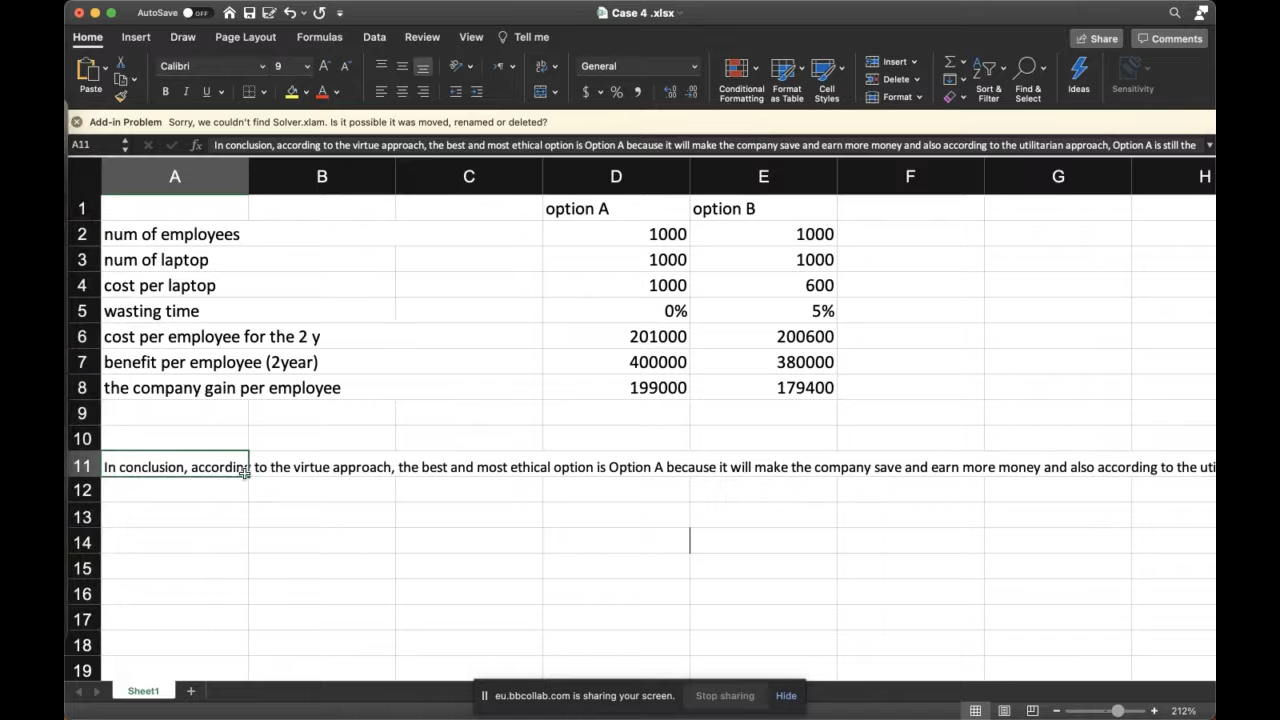 AutoSave OFF
Case 4 .xlsx
Home Insert Draw Page Layout Formulas Data Review View Tell me
Share Comments
Paste
Calibri 9
General
Conditional Formatting
Format as Table
Cell Styles
Insert
Delete
Format
Sort & Filter
Find & Select
Ideas
Sensitivity
Add-in Problem Sorry, we couldn't find Solver.xlam. Is it possible it was moved, renamed or deleted?
A11 fx In conclusion, according to the virtue approach, the best and most ethical option is Option A because it will make the company save and earn more money and also according to the utilitarian approach, Option A is still the
A B C D E F G H
1 option A option B
2 num of employees 1000 1000
3 num of laptop 1000 1000
4 cost per laptop 1000 600
5 wasting time 0% 5%
6 cost per employee for the 2 y 201000 200600
7 benefit per employee (2year) 400000 380000
8 the company gain per employee 199000 179400
9
10
11 In conclusion, according to the virtue approach, the best and most ethical option is Option A because it will make the company save and earn more money and also according to the uti
12
13
14
15
16
17
18
19
Sheet1
eu.bbcollab.com is sharing your screen. Stop sharing Hide
212%